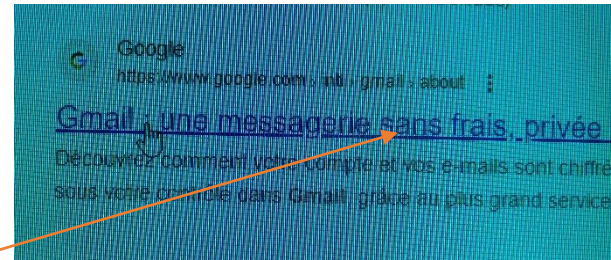 Google
https://www.google.com › intl › gmail › about
Gmail : une messagerie sans frais, privée
Découvrez comment votre compte et vos e-mails sont chiffré
sous votre contrôle dans Gmail, grâce au plus grand service